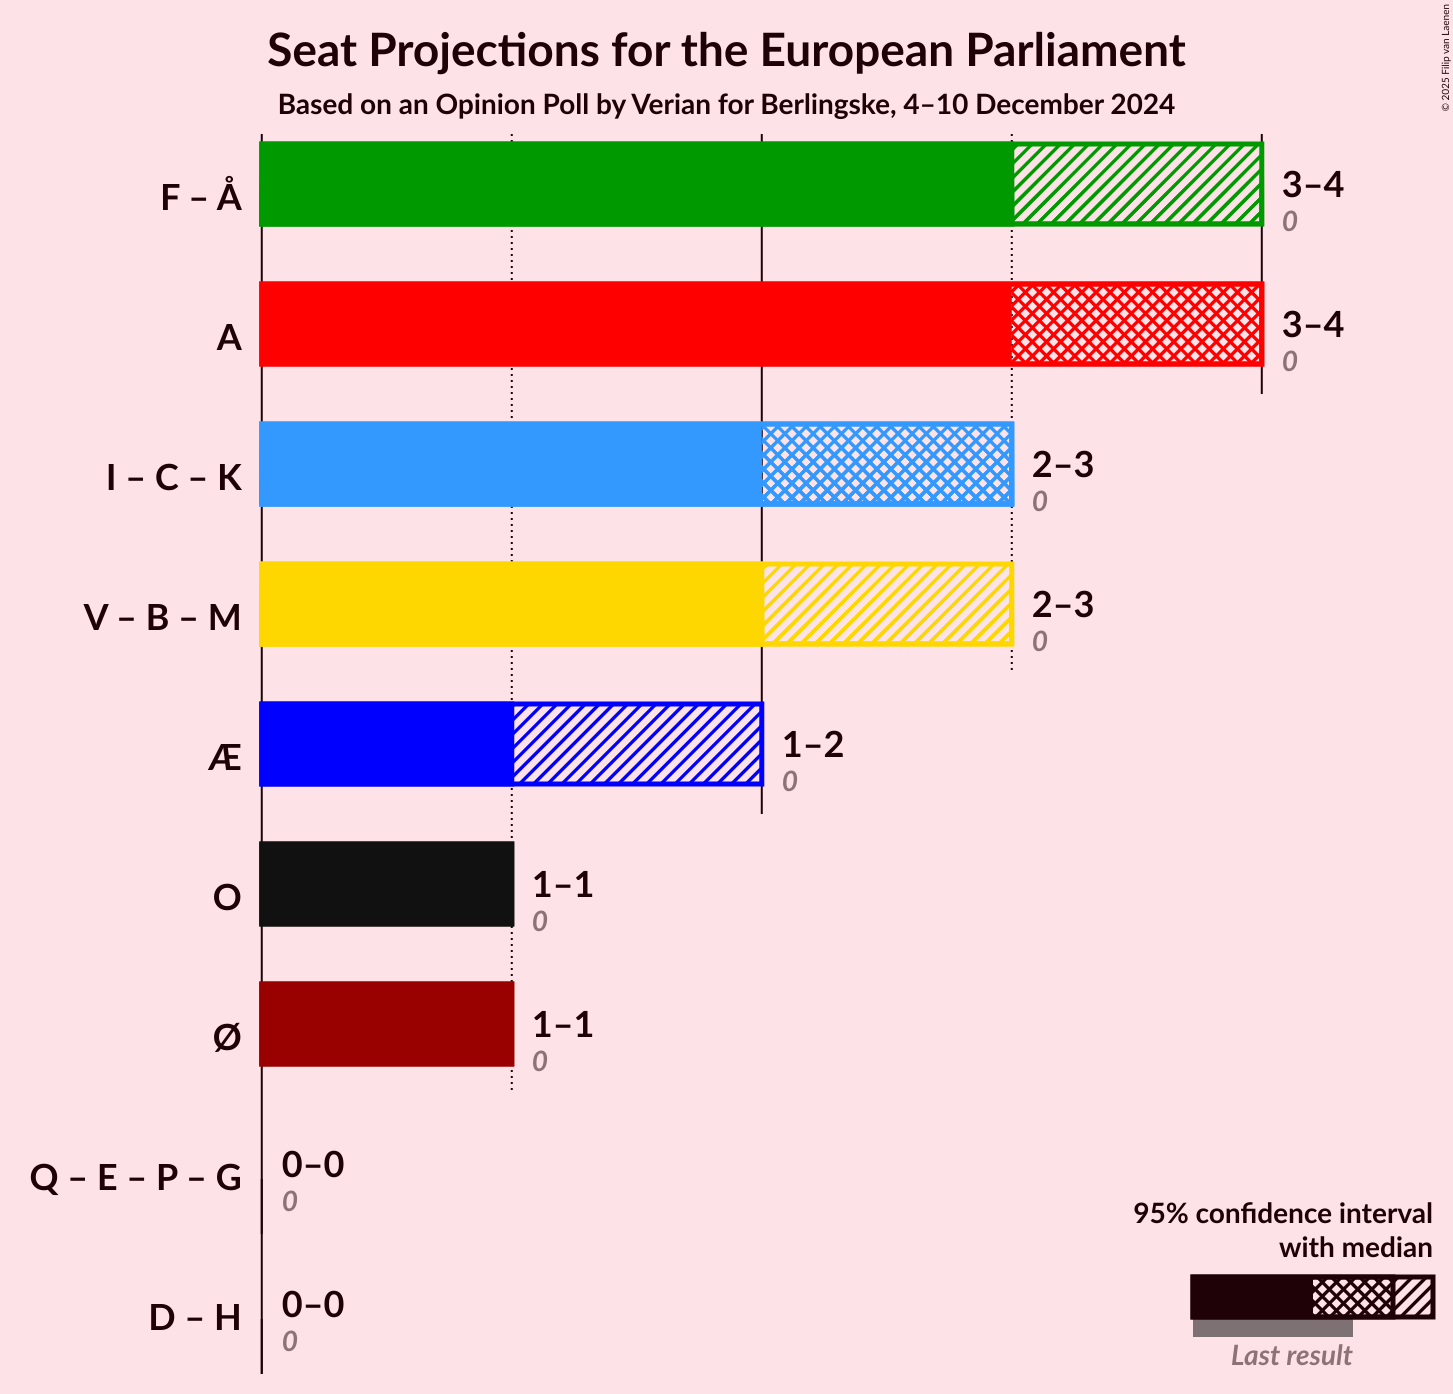 Seat Projections for the European Parliament
Based on an Opinion Poll by Verian for Berlingske, 4–10 December 2024
© 2025 Filip van Laenen
F – Å
3–4
0
A
3–4
0
I – C – K
2–3
0
V – B – M
2–3
0
Æ
1–2
0
O
1–1
0
Ø
1–1
0
Q – E – P – G
0–0
0
D – H
0–0
0
95% confidence interval
with median
Last result